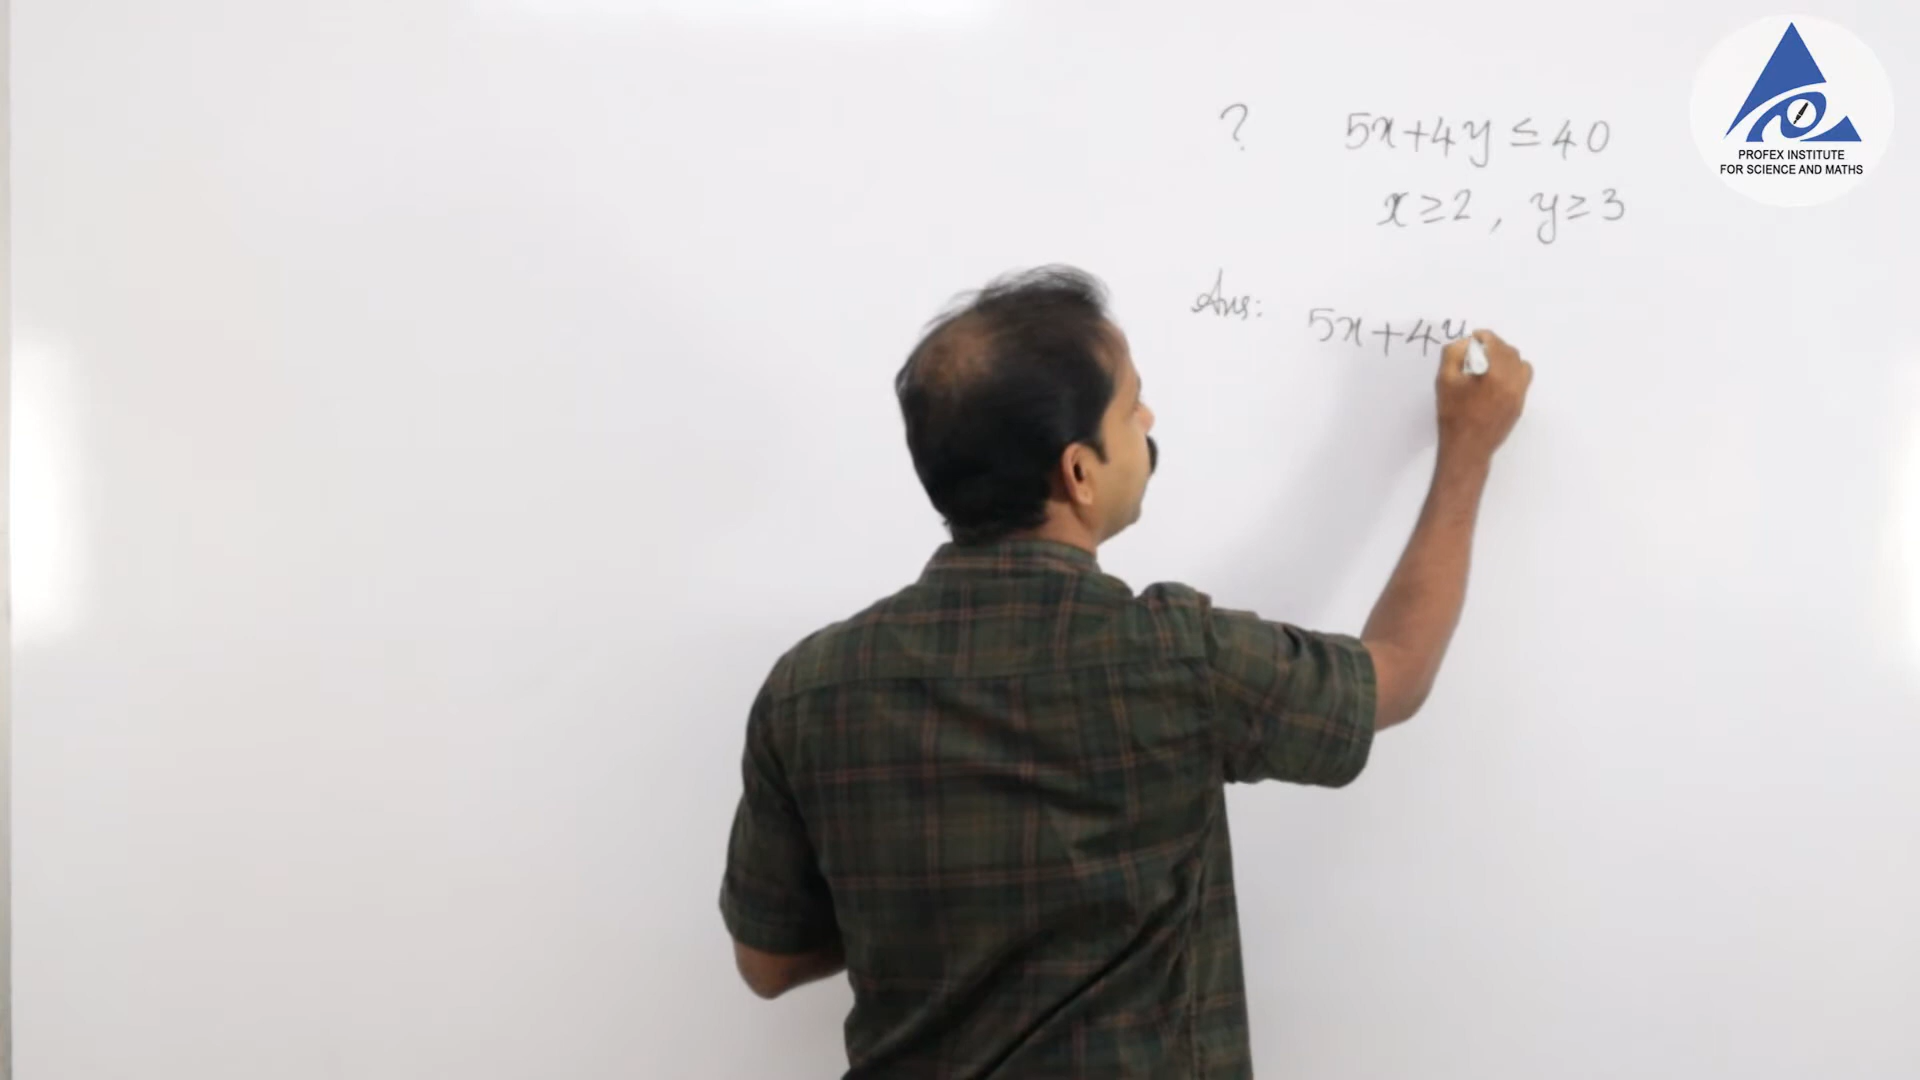 ? 5x+4y ≤ 40
x ≥ 2, y ≥ 3
Ans: 5x+4y
PROFEX INSTITUTE
FOR SCIENCE AND MATHS